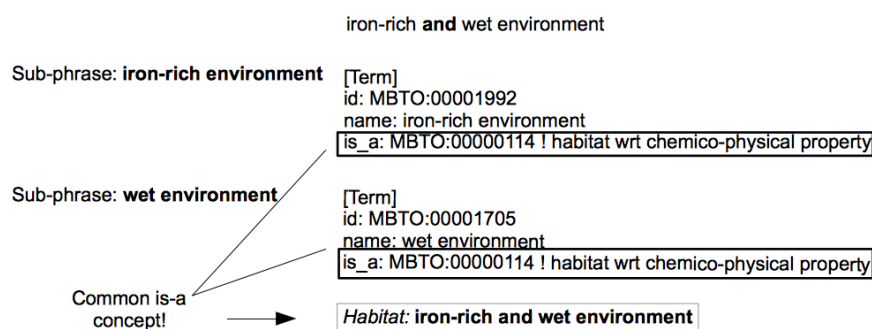 iron-rich and wet environment
Sub-phrase: iron-rich environment
[Term]
id: MBTO:00001992
name: iron-rich environment
is_a: MBTO:00000114 ! habitat wrt chemico-physical property
Sub-phrase: wet environment
[Term]
id: MBTO:00001705
name: wet environment
is_a: MBTO:00000114 ! habitat wrt chemico-physical property
Common is-a
concept!
Habitat: iron-rich and wet environment